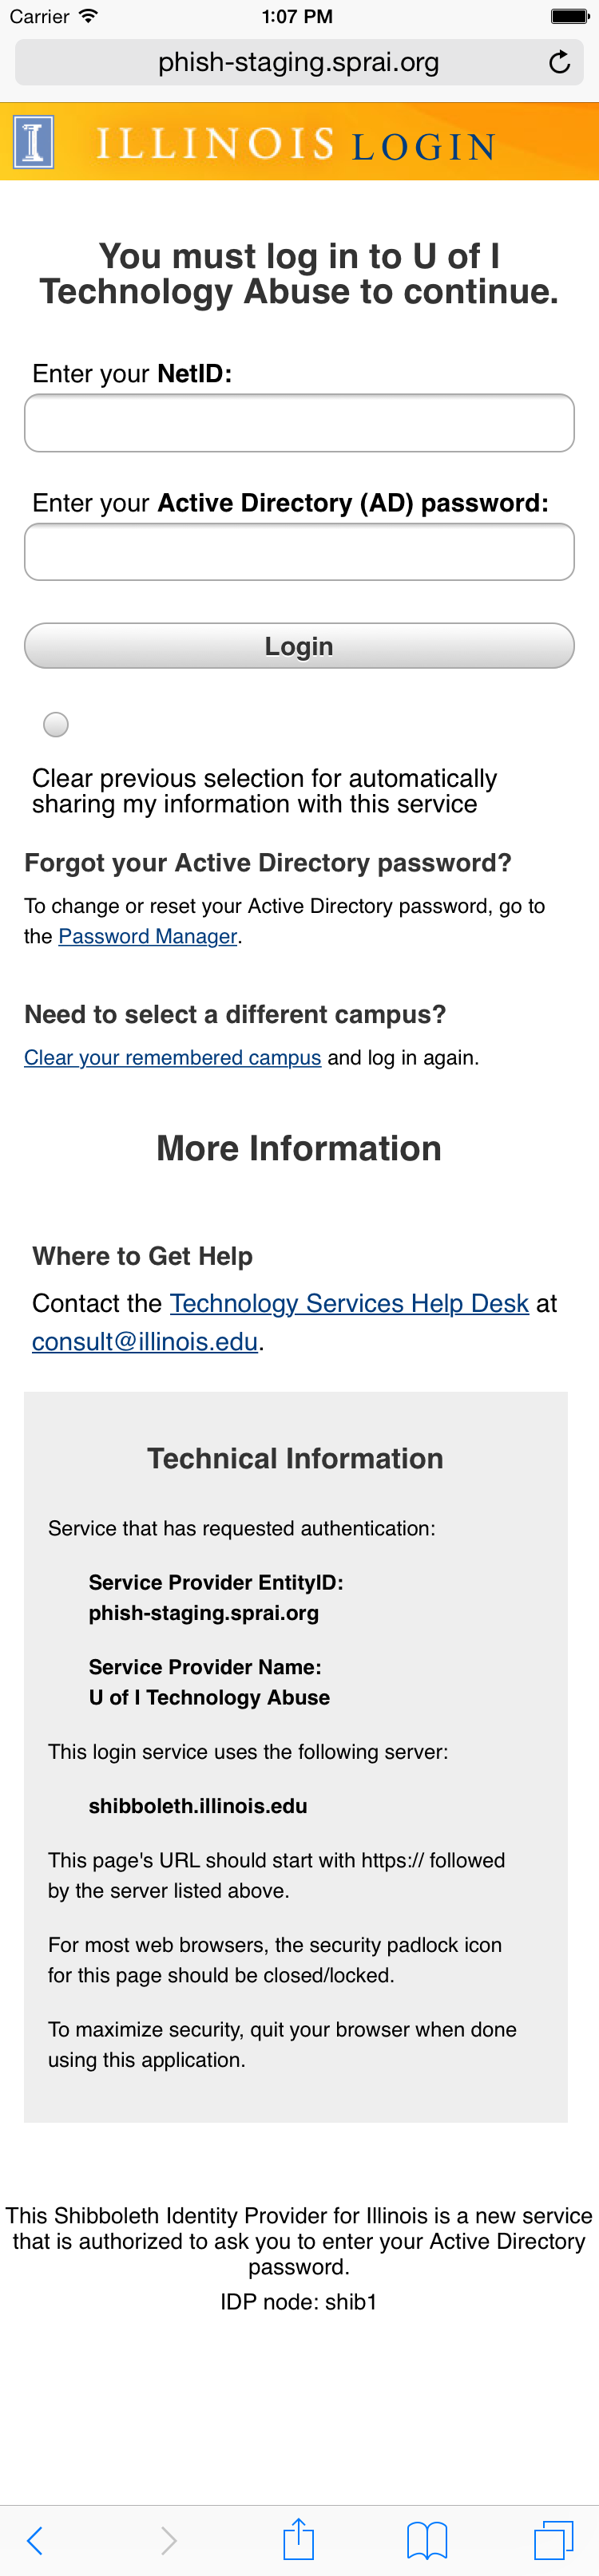 Carrier 1:07 PM
phish-staging.sprai.org
I ILLINOIS LOGIN
You must log in to U of I
Technology Abuse to continue.
Enter your NetID:
Enter your Active Directory (AD) password:
Login
Clear previous selection for automatically
sharing my information with this service
Forgot your Active Directory password?
To change or reset your Active Directory password, go to
the Password Manager.
Need to select a different campus?
Clear your remembered campus and log in again.
More Information
Where to Get Help
Contact the Technology Services Help Desk at
consult@illinois.edu.
Technical Information
Service that has requested authentication:
Service Provider EntityID:
phish-staging.sprai.org
Service Provider Name:
U of I Technology Abuse
This login service uses the following server:
shibboleth.illinois.edu
This page's URL should start with https:// followed
by the server listed above.
For most web browsers, the security padlock icon
for this page should be closed/locked.
To maximize security, quit your browser when done
using this application.
This Shibboleth Identity Provider for Illinois is a new service
that is authorized to ask you to enter your Active Directory
password.
IDP node: shib1